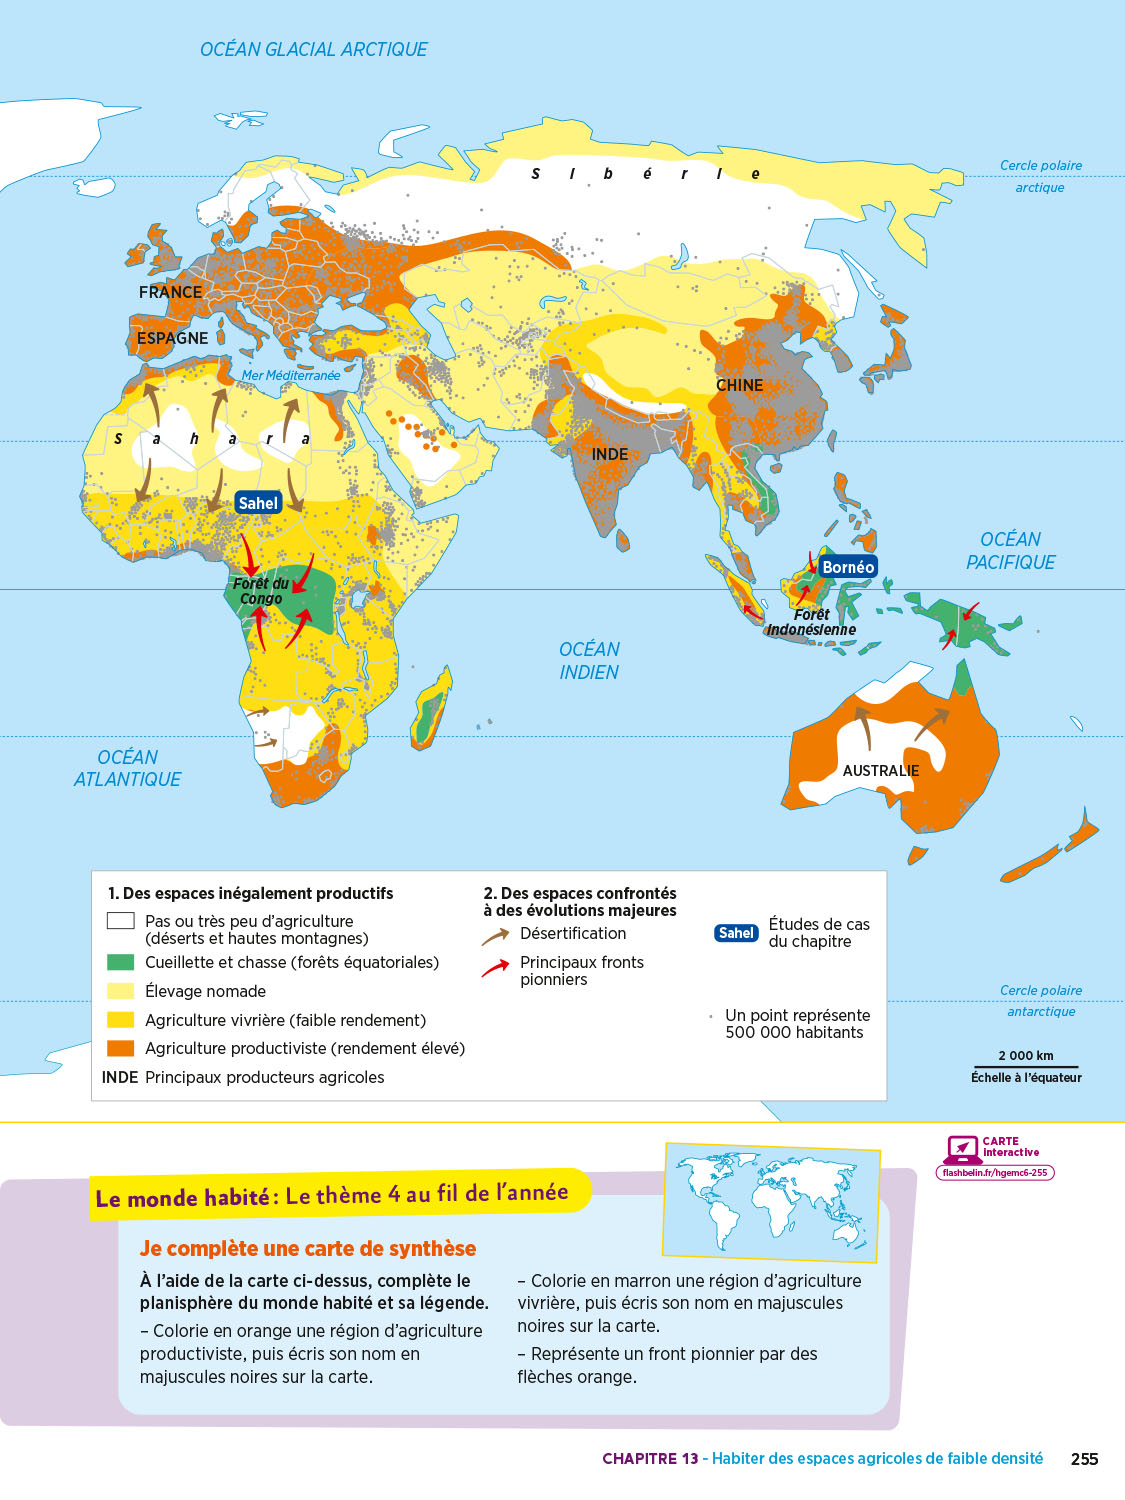 OCÉAN GLACIAL ARCTIQUE
Cercle polaire
arctique
S i b é r i e
FRANCE
ESPAGNE
Mer Méditerranée
CHINE
S a h a r a
INDE
Sahel
OCÉAN
PACIFIQUE
Bornéo
Forêt du
Congo
Forêt
indonésienne
OCÉAN
INDIEN
OCÉAN
ATLANTIQUE
AUSTRALIE
1. Des espaces inégalement productifs
Pas ou très peu d'agriculture
(déserts et hautes montagnes)
Cueillette et chasse (forêts équatoriales)
Élevage nomade
Agriculture vivrière (faible rendement)
Agriculture productiviste (rendement élevé)
INDE Principaux producteurs agricoles
2. Des espaces confrontés
à des évolutions majeures
Désertification
Principaux fronts
pionniers
Sahel
Études de cas
du chapitre
Un point représente
500 000 habitants
Cercle polaire
antarctique
2 000 km
Échelle à l'équateur
CARTE
interactive
flashbelin.fr/hgemc6-255
Le monde habité : Le thème 4 au fil de l'année
Je complète une carte de synthèse
À l'aide de la carte ci-dessus, complète le
planisphère du monde habité et sa légende.
– Colorie en orange une région d'agriculture
productiviste, puis écris son nom en
majuscules noires sur la carte.
– Colorie en marron une région d'agriculture
vivrière, puis écris son nom en majuscules
noires sur la carte.
– Représente un front pionnier par des
flèches orange.
CHAPITRE 13 - Habiter des espaces agricoles de faible densité 255